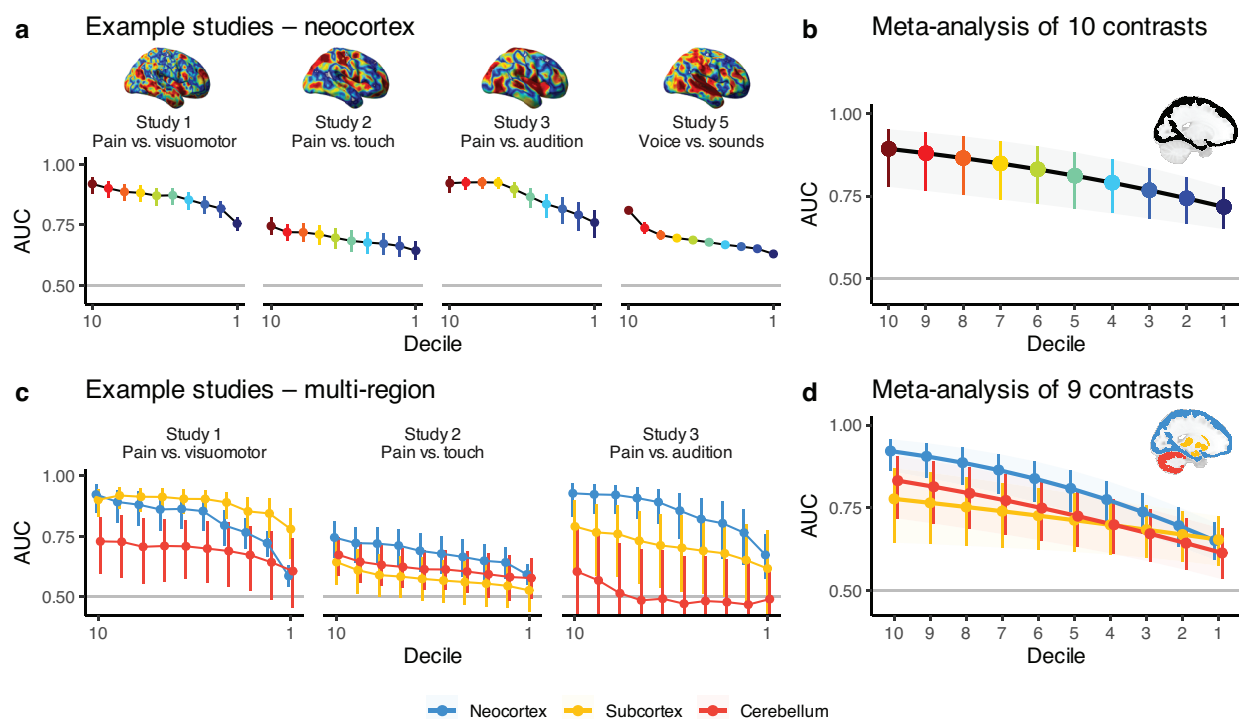 a Example studies – neocortex
Study 1
Pain vs. visuomotor
Study 2
Pain vs. touch
Study 3
Pain vs. audition
Study 5
Voice vs. sounds
AUC
1.00
0.75
0.50
10 1 10 1 10 1 10 1
Decile
b Meta-analysis of 10 contrasts
AUC
1.00
0.75
0.50
10 9 8 7 6 5 4 3 2 1
Decile
c Example studies – multi-region
Study 1
Pain vs. visuomotor
Study 2
Pain vs. touch
Study 3
Pain vs. audition
AUC
1.00
0.75
0.50
10 1 10 1 10 1
Decile
d Meta-analysis of 9 contrasts
AUC
1.00
0.75
0.50
10 9 8 7 6 5 4 3 2 1
Decile
Neocortex Subcortex Cerebellum